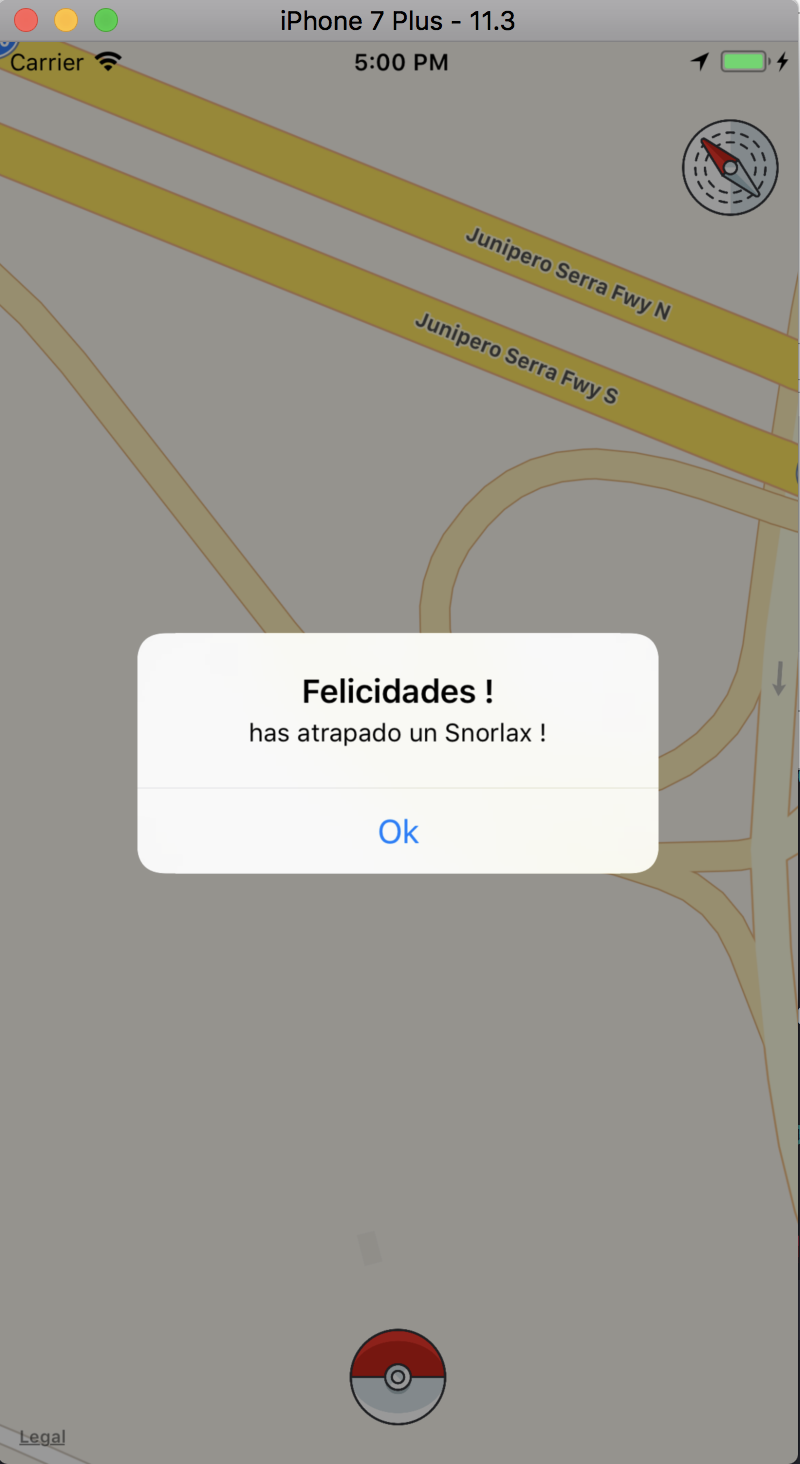 iPhone 7 Plus - 11.3
Carrier
5:00 PM
Junipero Serra Fwy N
Junipero Serra Fwy S
Felicidades !
has atrapado un Snorlax !
Ok
Legal